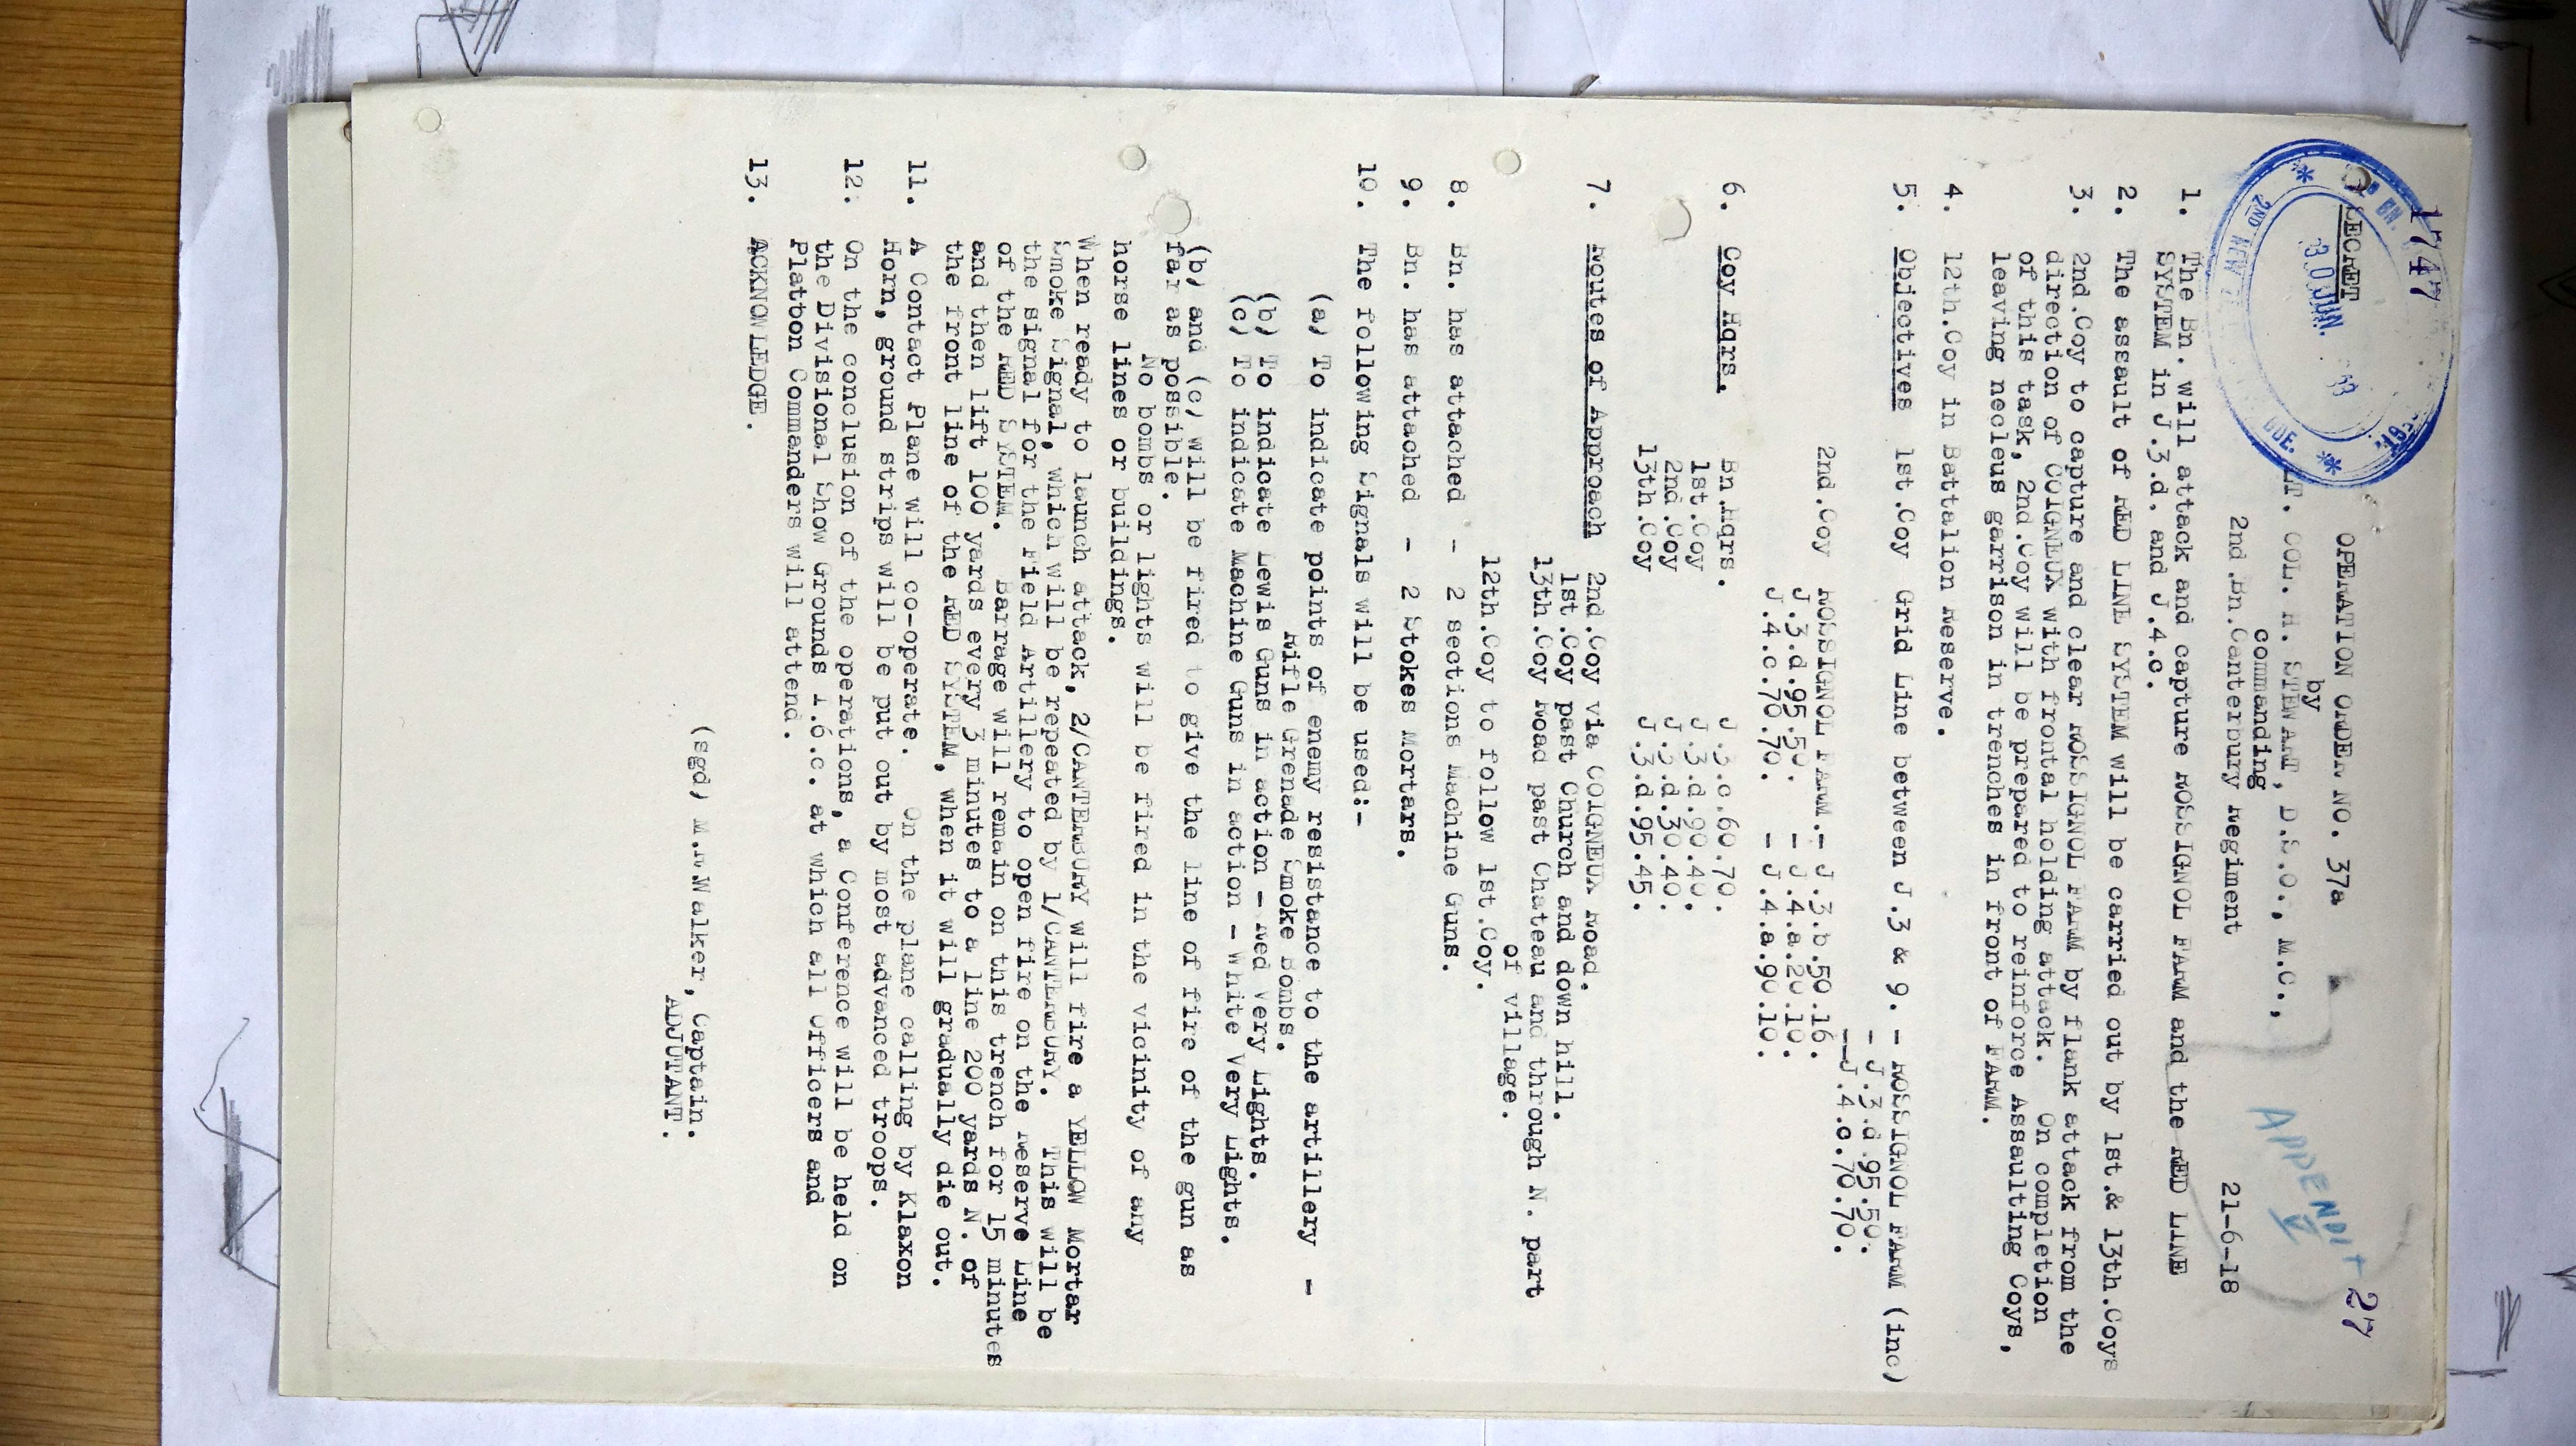 1747
SECRET
2ND NEW
BDE.
30 JUN.
OPERATION ORDER NO. 37a
27
by
LT. COL. H. STEWART, D.S.O., M.C.,
commanding
2nd Bn. Canterbury Regiment
21-6-18
APPENDIX
V
1. The Bn. will attack and capture ROSSIGNOL FARM and the RED LINE
SYSTEM in J.3.d. and J.4.c.
2. The assault of RED LINE SYSTEM will be carried out by 1st.& 13th.Coys
3. 2nd.Coy to capture and clear ROSSIGNOL FARM by flank attack from the
direction of COIGNEUX with frontal holding attack. On completion
of this task, 2nd.Coy will be prepared to reinforce Assaulting Coys,
leaving necleus garrison in trenches in front of FARM.
4. 12th.Coy in Battalion Reserve.
5. Objectives 1st.Coy Grid Line between J.3 & 9. - ROSSIGNOL FARM (inc)
- J.3.d.95.50.
-J.4.c.70.70.
2nd.Coy ROSSIGNOL FARM.- J.3.b.50.16.
J.3.d.95.50. - J.4.a.20.10.
J.4.c.70.70. - J.4.a.90.10.
6. Coy Hqrs. Bn.Hqrs. J.3.c.60.70.
1st.Coy J.3.d.90.40.
2nd.Coy J.3.d.30.40.
13th.Coy J.3.d.95.45.
7. Routes of Approach 2nd.Coy via COIGNEUX Road.
1st.Coy past Church and down hill.
13th.Coy Road past Chateau and through N. part
of village.
12th.Coy to follow 1st.Coy.
8. Bn. has attached - 2 sections Machine Guns.
9. Bn. has attached - 2 Stokes Mortars.
10. The following Signals will be used:-
(a) To indicate points of enemy resistance to the artillery -
Rifle Grenade Smoke Bombs.
(b) To indicate Lewis Guns in action - Red Very Lights.
(c) To indicate Machine Guns in action - White Very Lights.
(b) and (c) will be fired to give the line of fire of the gun as
far as possible.
No bombs or lights will be fired in the vicinity of any
horse lines or buildings.
When ready to launch attack, 2/CANTERBURY will fire a YELLOW Mortar
Smoke Signal, which will be repeated by 1/CANTERBURY. This will be
the signal for the Field Artillery to open fire on the Reserve Line
of the RED SYSTEM. Barrage will remain on this trench for 15 minutes
and then lift 100 yards every 3 minutes to a line 200 yards N. of
the front line of the RED SYSTEM, when it will gradually die out.
11. A Contact Plane will co-operate. On the plane calling by Klaxon
Horn, ground strips will be put out by most advanced troops.
12. On the conclusion of the operations, a Conference will be held on
the Divisional Show Grounds I.6.c. at which all Officers and
Platoon Commanders will attend.
13. ACKNOWLEDGE.
(sgd) M.R.Walker, Captain.
ADJUTANT.